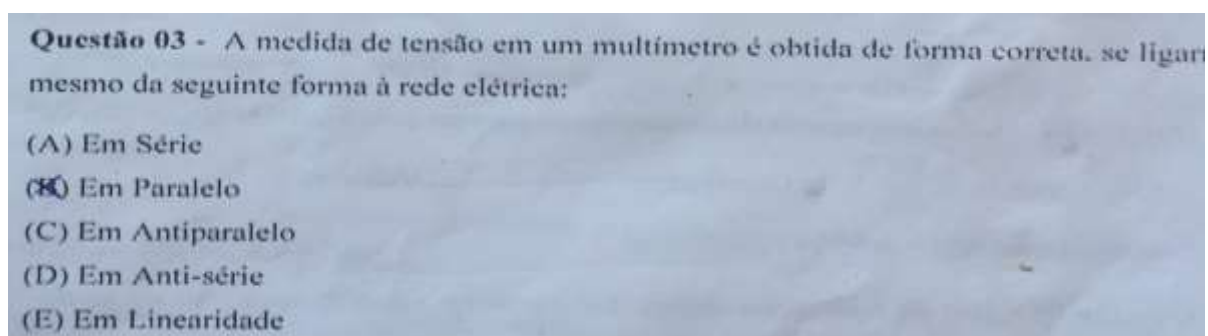 Questão 03 - A medida de tensão em um multímetro é obtida de forma correta, se
mesmo da seguinte forma à rede elétrica:
(A) Em Série
(B) Em Paralelo
(C) Em Antiparalelo
(D) Em Anti-série
(E) Em Linearidade